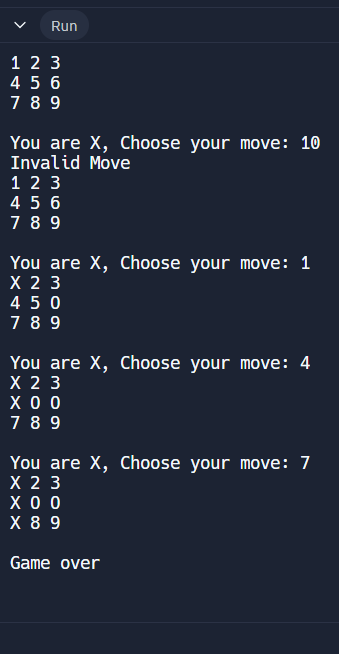 Run
1 2 3
4 5 6
7 8 9
You are X, Choose your move: 10
Invalid Move
1 2 3
4 5 6
7 8 9
You are X, Choose your move: 1
X 2 3
4 5 O
7 8 9
You are X, Choose your move: 4
X 2 3
X O O
7 8 9
You are X, Choose your move: 7
X 2 3
X O O
X 8 9
Game over